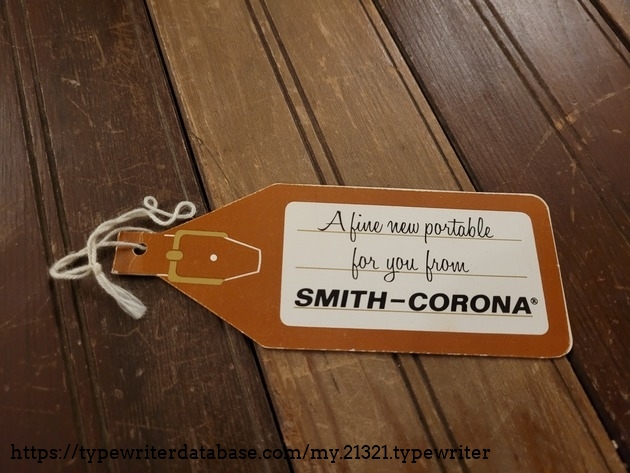 A fine new portable
for you from
SMITH-CORONA®
https://typewriterdatabase.com/my.21321.typewriter